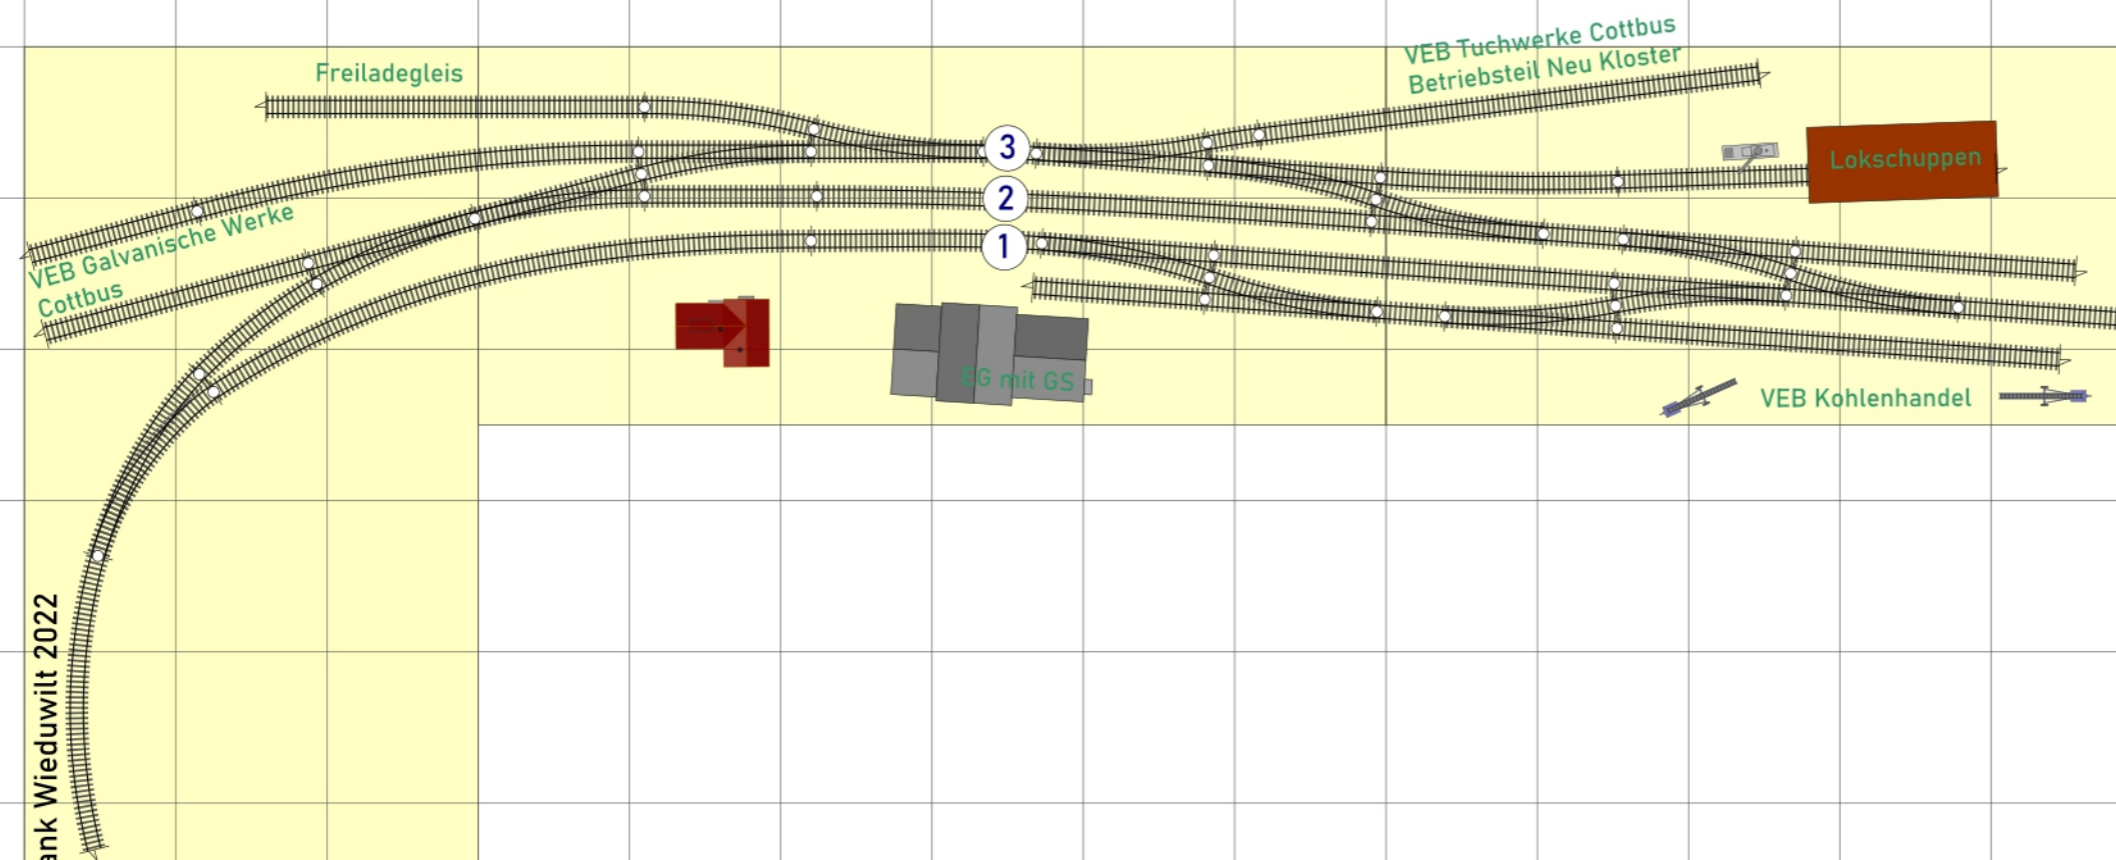 Freiladegleis
VEB Tuchwerke Cottbus
Betriebsteil Neu Kloster
3
Lokschuppen
2
VEB Galvanische Werke
Cottbus
1
EG mit GS
VEB Kohlenhandel
ank Wieduwilt 2022